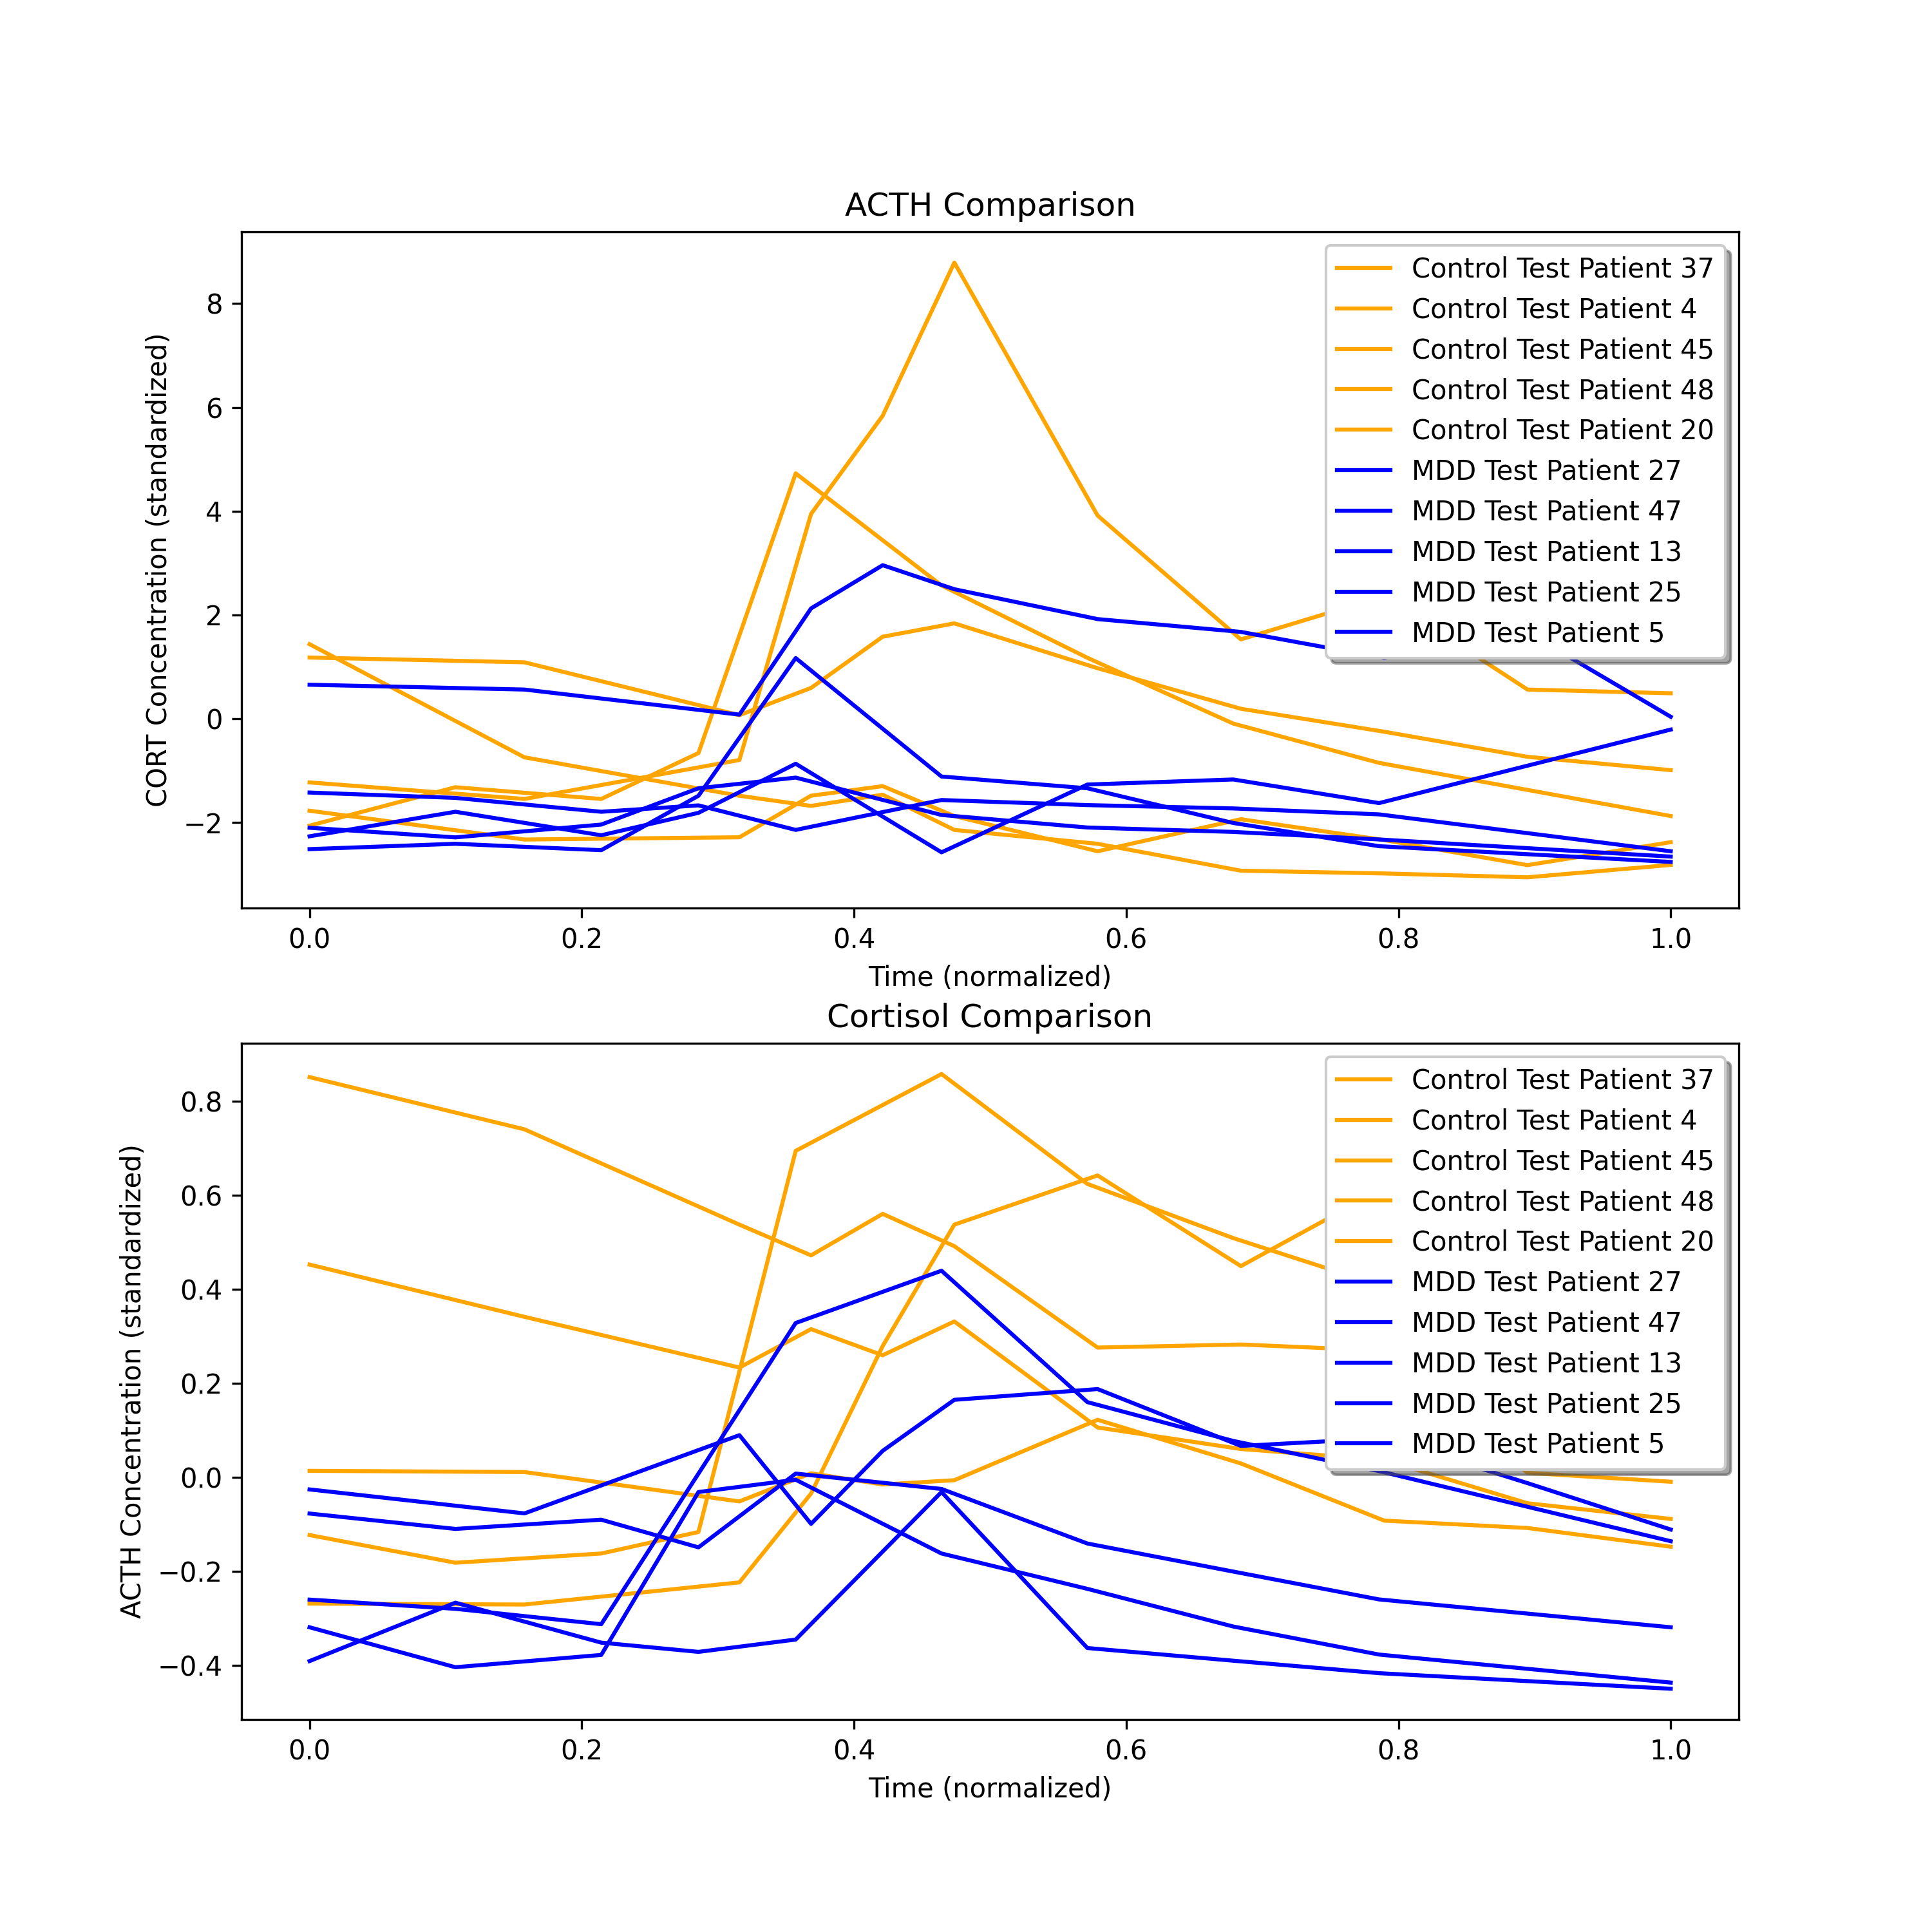 ACTH Comparison
CORT Concentration (standardized)
8
6
4
2
0
−2
Control Test Patient 37
Control Test Patient 4
Control Test Patient 45
Control Test Patient 48
Control Test Patient 20
MDD Test Patient 27
MDD Test Patient 47
MDD Test Patient 13
MDD Test Patient 25
MDD Test Patient 5
0.0 0.2 0.4 0.6 0.8 1.0
Time (normalized)
Cortisol Comparison
ACTH Concentration (standardized)
0.8
0.6
0.4
0.2
0.0
−0.2
−0.4
Control Test Patient 37
Control Test Patient 4
Control Test Patient 45
Control Test Patient 48
Control Test Patient 20
MDD Test Patient 27
MDD Test Patient 47
MDD Test Patient 13
MDD Test Patient 25
MDD Test Patient 5
0.0 0.2 0.4 0.6 0.8 1.0
Time (normalized)